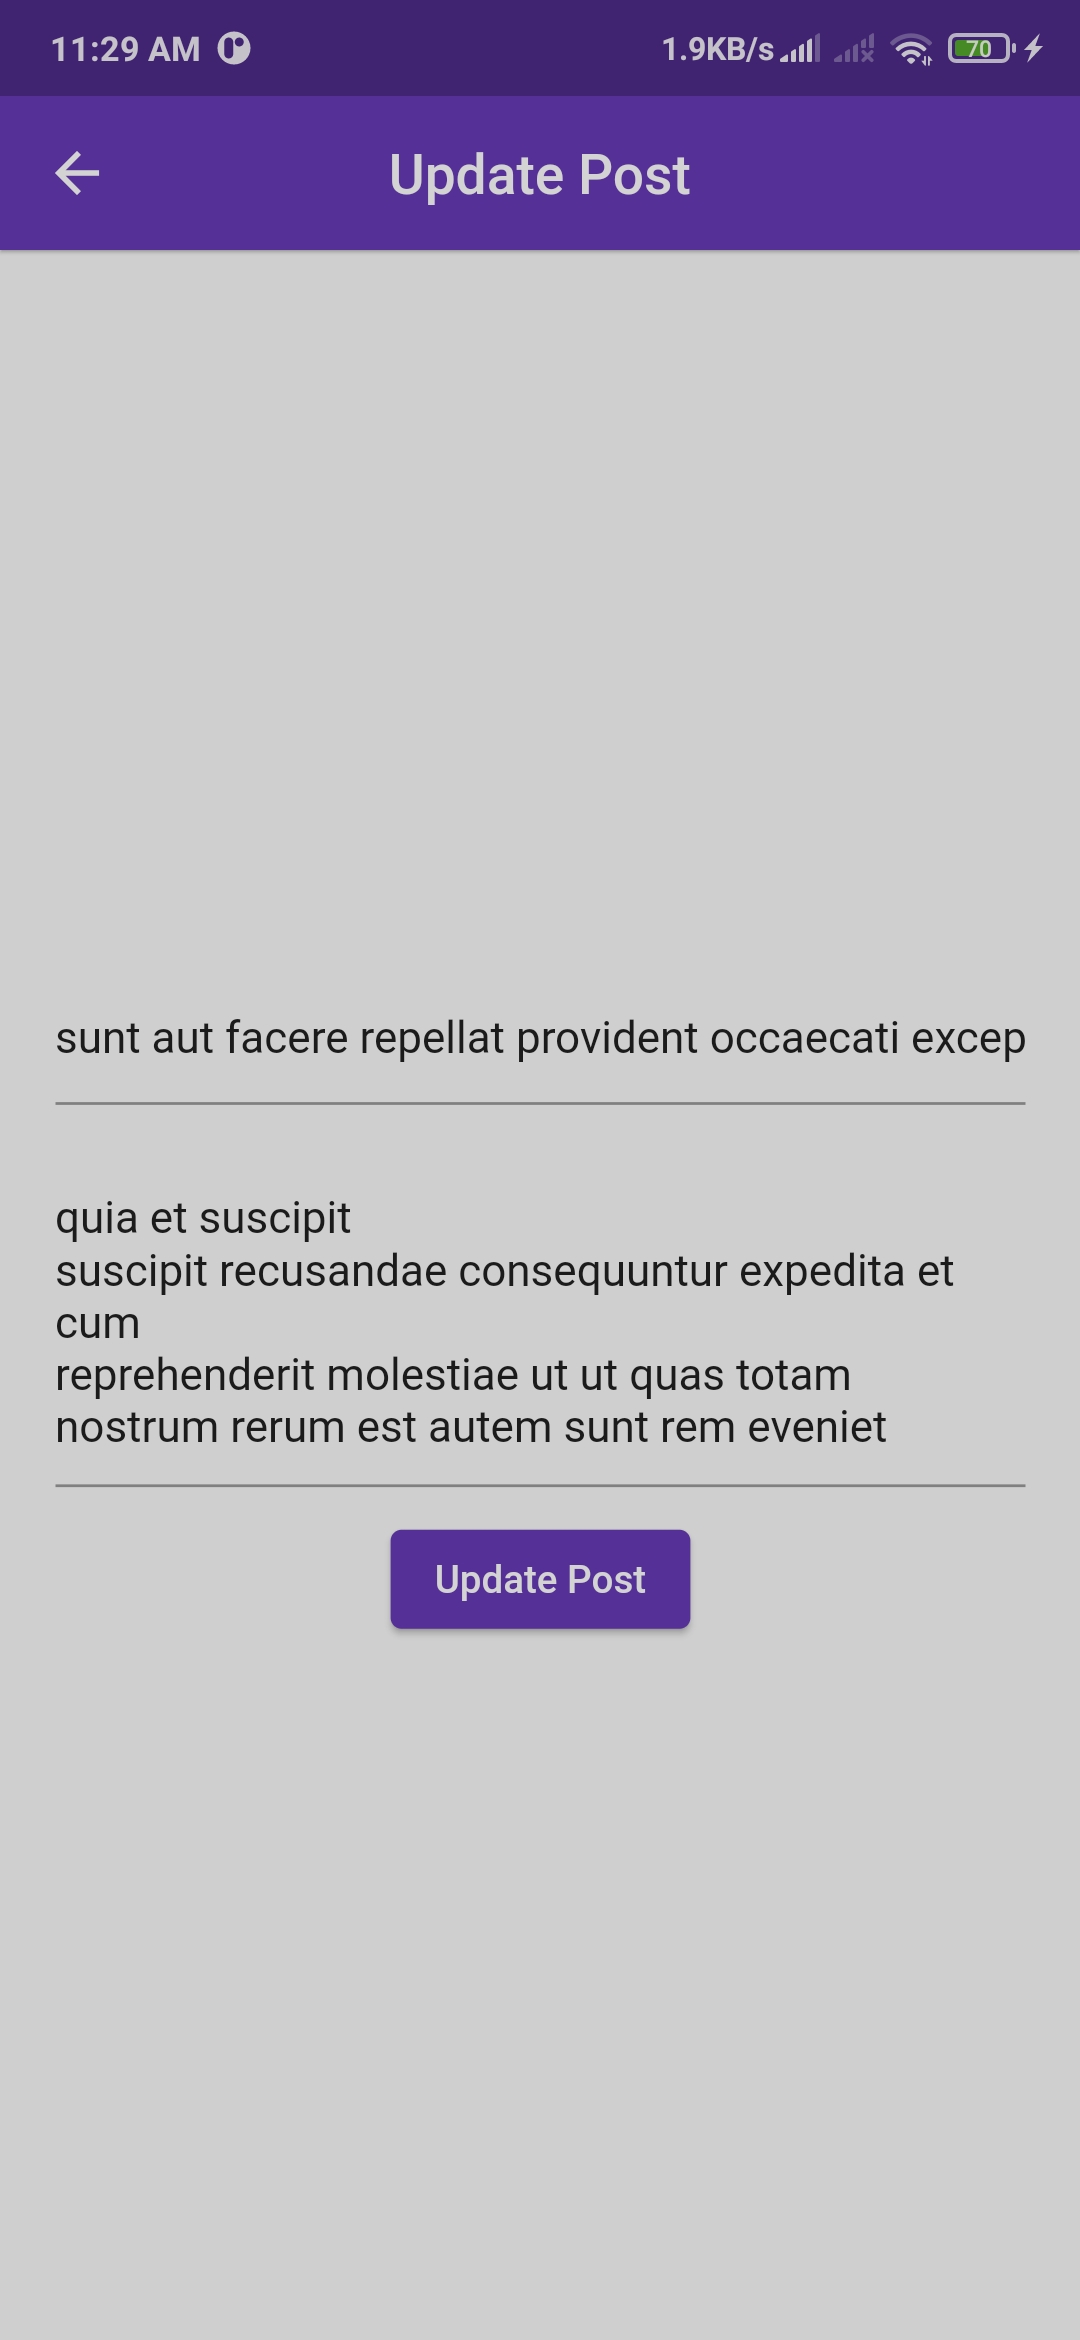 11:29 AM 1.9KB/s 70
Update Post
sunt aut facere repellat provident occaecati excep
quia et suscipit
suscipit recusandae consequuntur expedita et
cum
reprehenderit molestiae ut ut quas totam
nostrum rerum est autem sunt rem eveniet
Update Post